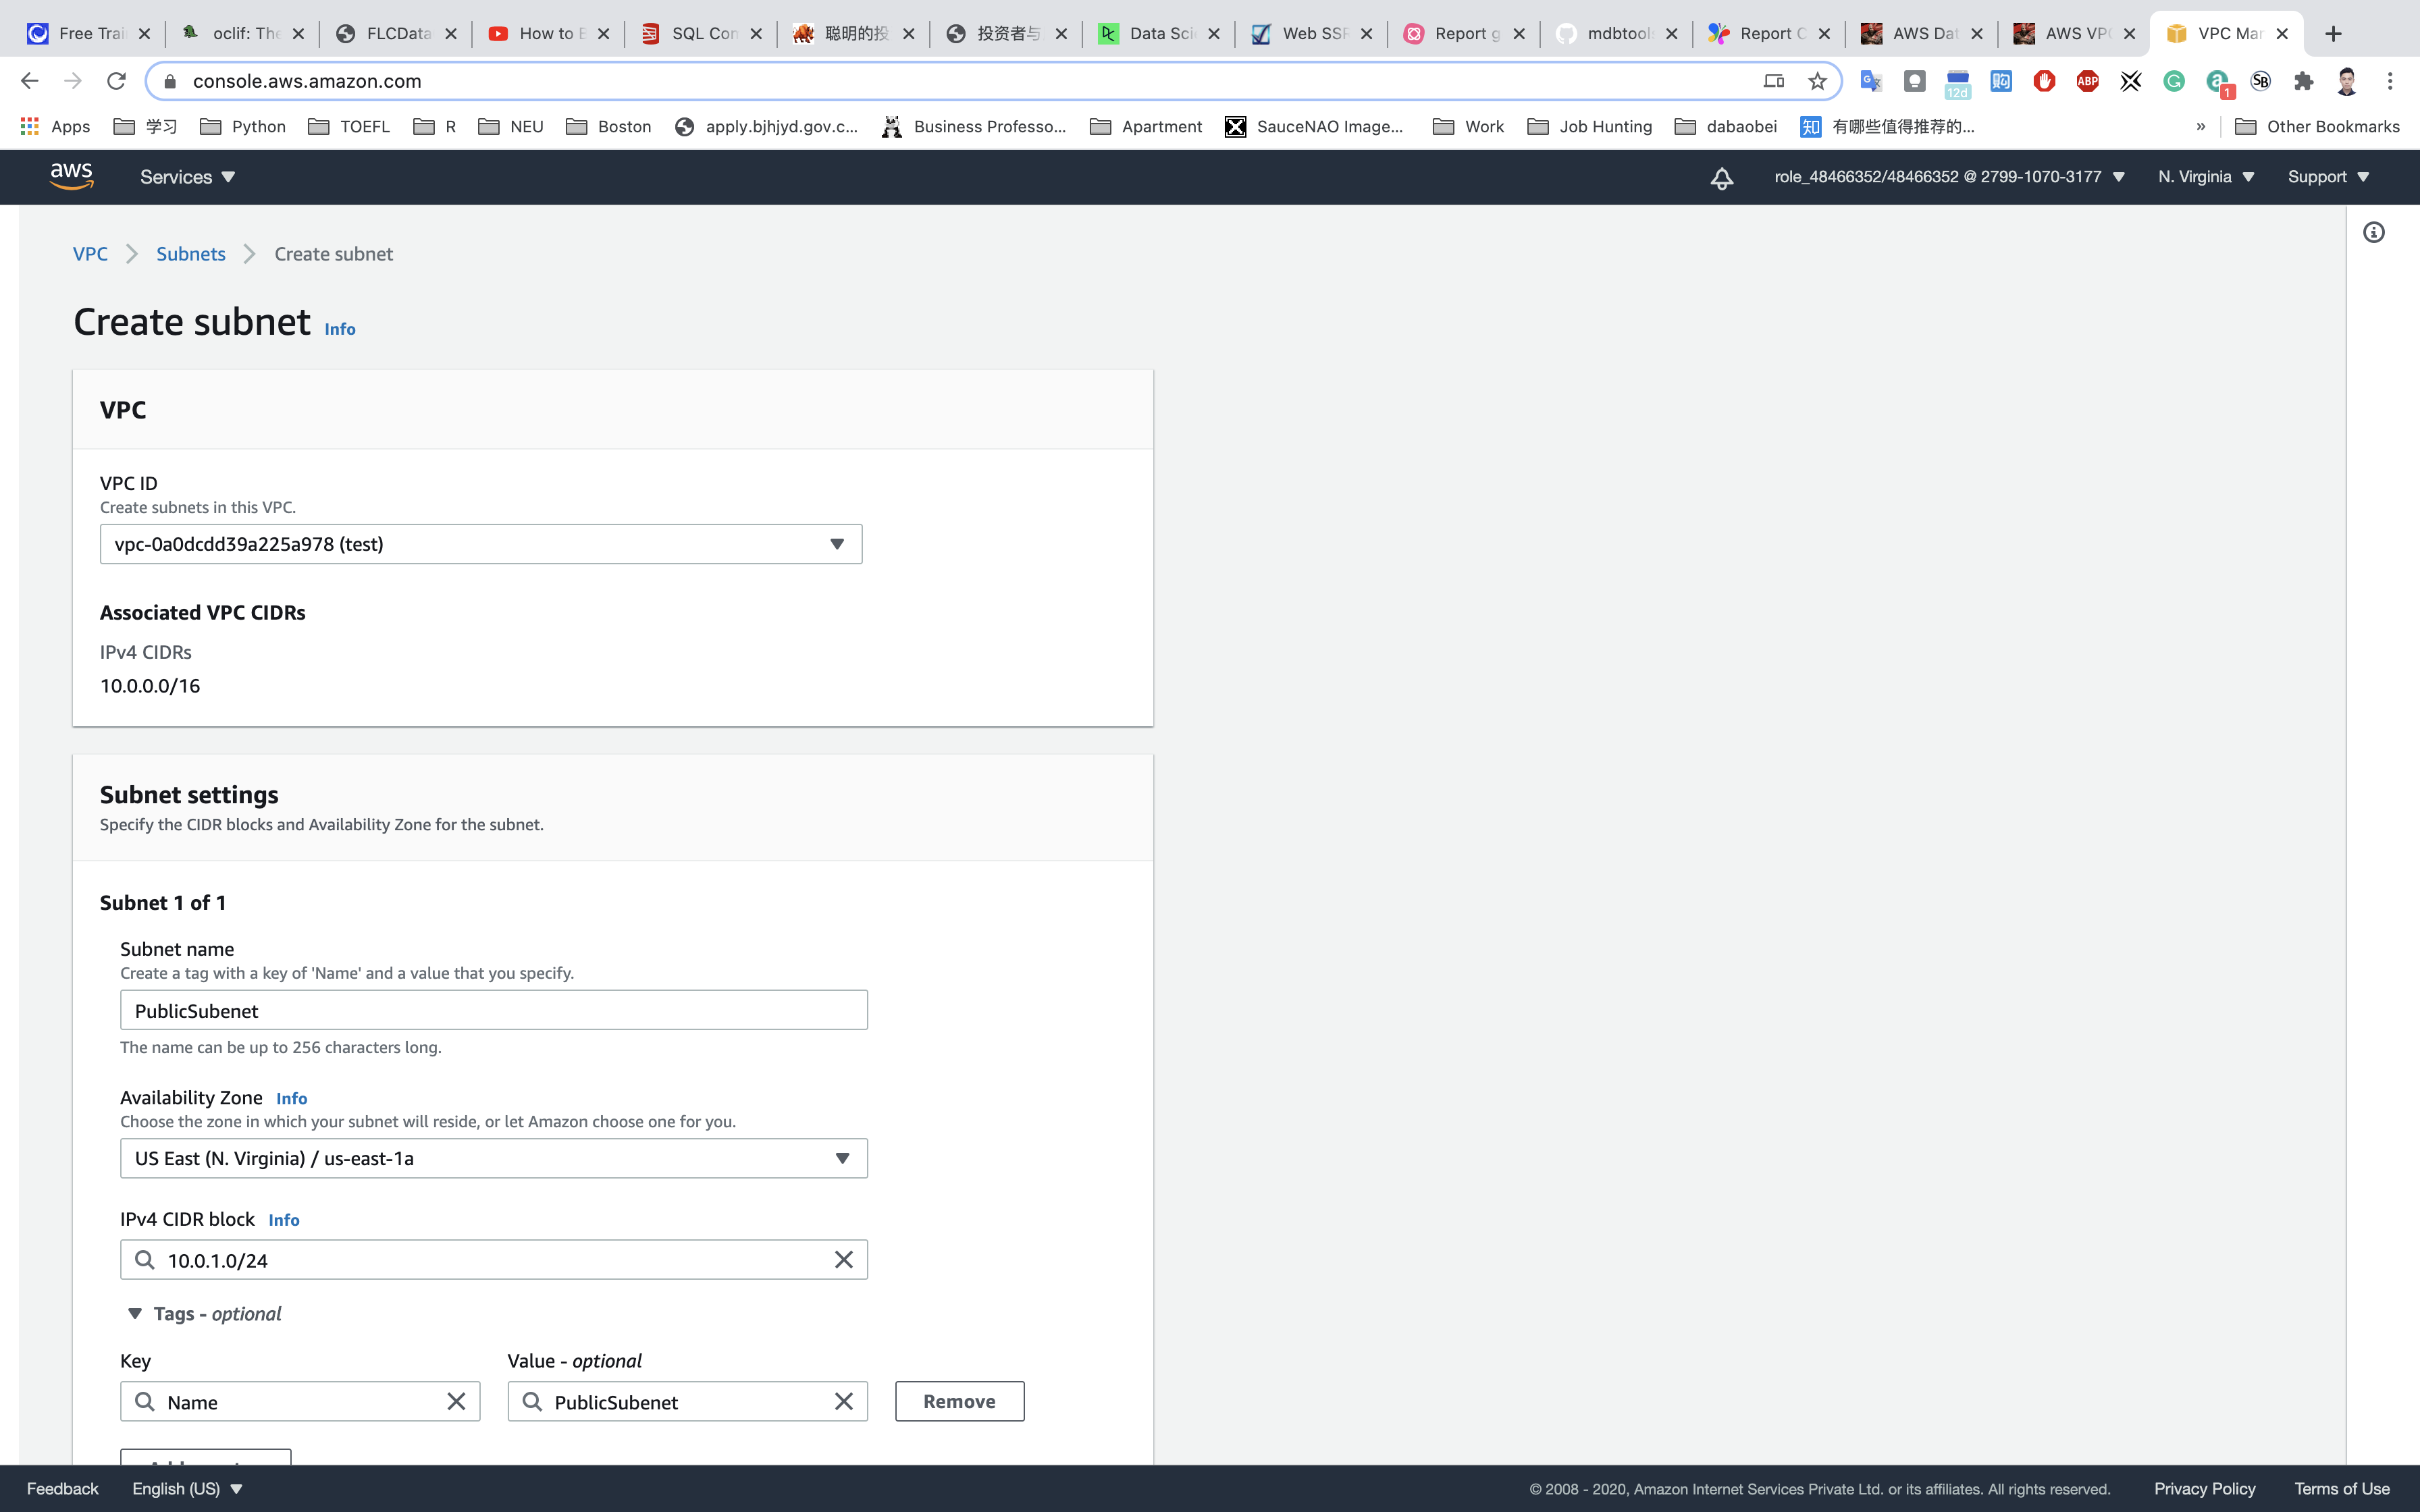 Free Trai
oclif: The
FLCData
How to E
SQL Com
聪明的投
投资者与
Data Sci
Web SSR
Report g
mdbtools
Report C
AWS Dat
AWS VPC
VPC Man
console.aws.amazon.com
12d
ABP
1
SB
Apps
学习
Python
TOEFL
R
NEU
Boston
apply.bjhjyd.gov.c...
Business Professo...
Apartment
SauceNAO Image...
Work
Job Hunting
dabaobei
知 有哪些值得推荐的...
»
Other Bookmarks
aws
Services
role_48466352/48466352 @ 2799-1070-3177
N. Virginia
Support
VPC
Subnets
Create subnet
Create subnet Info
VPC
VPC ID
Create subnets in this VPC.
vpc-0a0dcdd39a225a978 (test)
Associated VPC CIDRs
IPv4 CIDRs
10.0.0.0/16
Subnet settings
Specify the CIDR blocks and Availability Zone for the subnet.
Subnet 1 of 1
Subnet name
Create a tag with a key of 'Name' and a value that you specify.
PublicSubenet
The name can be up to 256 characters long.
Availability Zone Info
Choose the zone in which your subnet will reside, or let Amazon choose one for you.
US East (N. Virginia) / us-east-1a
IPv4 CIDR block Info
10.0.1.0/24
Tags - optional
Key
Value - optional
Name
PublicSubenet
Remove
Feedback
English (US)
© 2008 - 2020, Amazon Internet Services Private Ltd. or its affiliates. All rights reserved.
Privacy Policy
Terms of Use